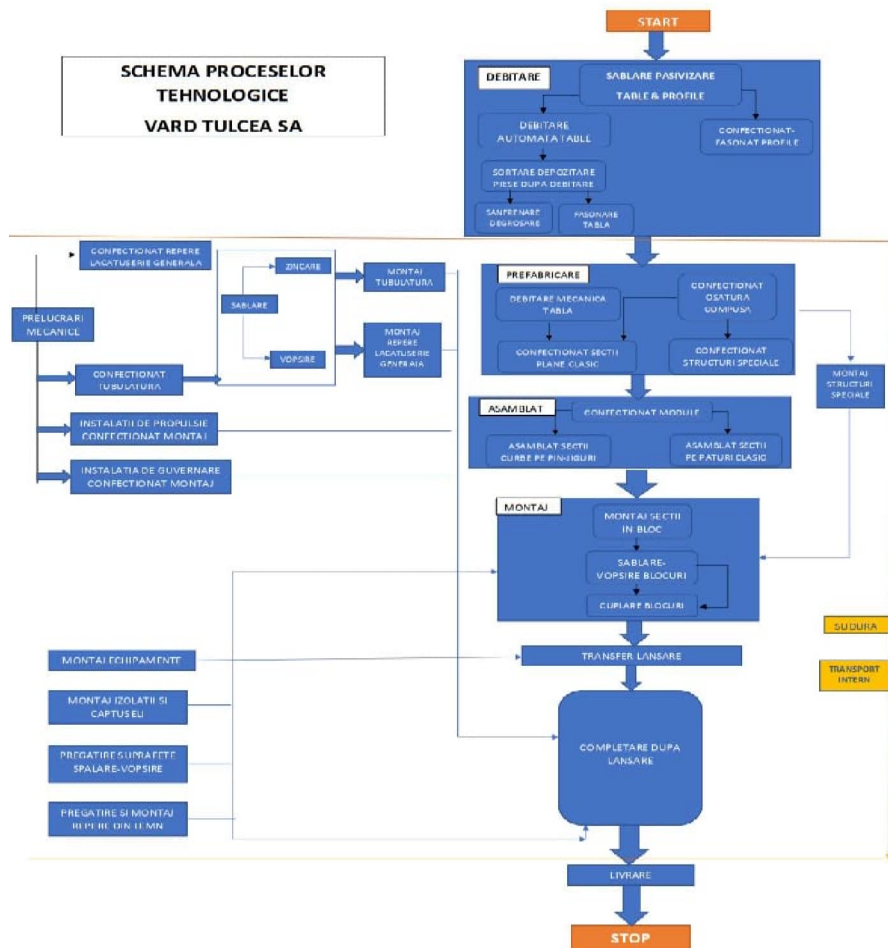 START
SCHEMA PROCESELOR
TEHNOLOGICE
VARD TULCEA SA
DEBITARE
SABLARE PASIVIZARE
TABLE & PROFILE
DEBITARE
AUTOMATA TABLE
CONFECTIONAT-
FASONAT PROFILE
SORTARE DEPOZITARE
PIESE DUPA DEBITARE
SANFRENARE
DEGROSARE
FASONARE
TABLA
CONFECTIONAT REPERE
LACATUSERIE GENERALA
ZINCARE
SABLARE
VOPSIRE
MONTAJ
TUBULATURA
MONTAJ
REPERE
LACATUSERIE
GENERALA
PRELUCRARI
MECANICE
CONFECTIONAT
TUBULATURA
INSTALATII DE PROPULSIE
CONFECTIONAT MONTAJ
INSTALATIA DE GUVERNARE
CONFECTIONAT MONTAJ
PREFABRICARE
DEBITARE MECANICA
TABLA
CONFECTIONAT
OSATURA
COMPUSA
CONFECTIONAT SECTII
PLANE CLASIC
CONFECTIONAT
STRUCTURI SPECIALE
MONTAJ
STRUCTURI
SPECIALE
ASAMBLAT
CONFECTIONAT MODULE
ASAMBLAT SECTII
CURBE PE PIN-JIGURI
ASAMBLAT SECTII
PE PATURI CLASIC
MONTAJ
MONTAJ SECTII
IN BLOC
SABLARE-
VOPSIRE BLOCURI
CUPLARE BLOCURI
SUDURA
TRANSPORT
INTERN
MONTAJ ECHIPAMENTE
TRANSFER LANSARE
MONTAJ IZOLATII SI
CAPTUSELI
PREGATIRE SUPRAFETE
SPALARE-VOPSIRE
PREGATIRE SI MONTAJ
REPERE DIN LEMN
COMPLETARE DUPA
LANSARE
LIVRARE
STOP